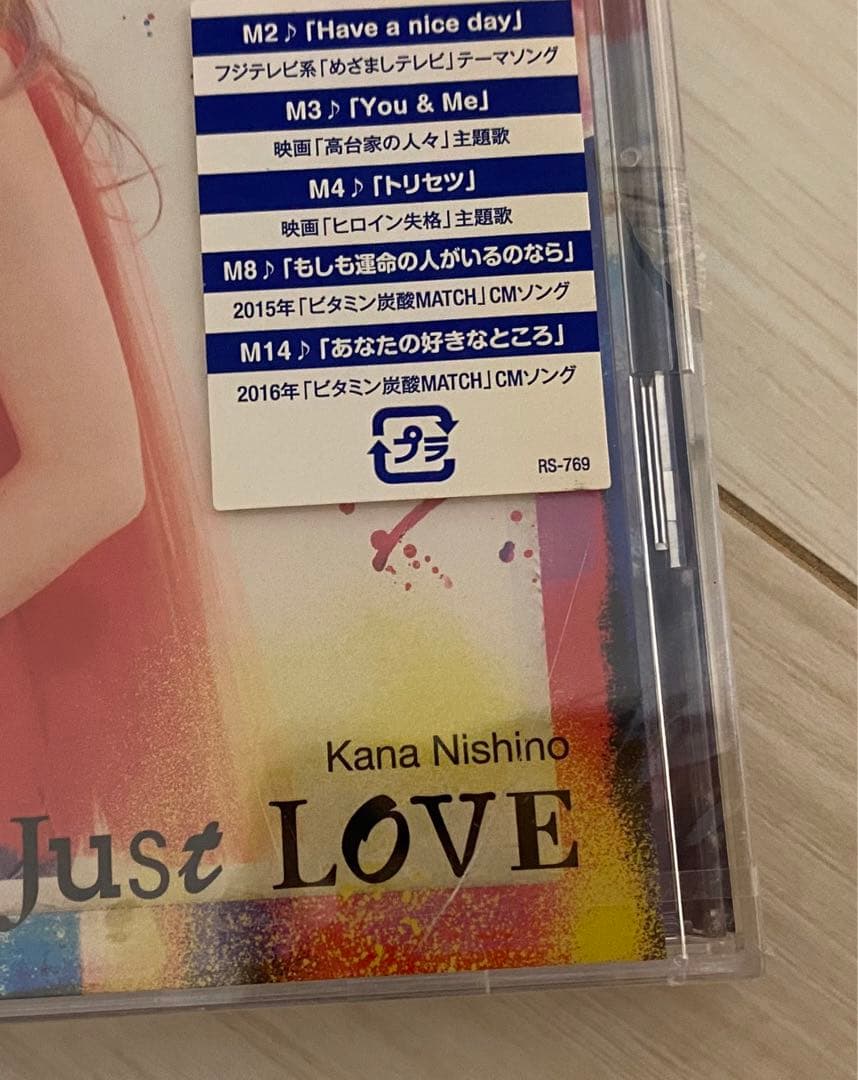 M2♪「Have a nice day」
フジテレビ系「めざましテレビ」テーマソング
M3♪「You & Me」
映画「高台家の人々」主題歌
M4♪「トリセツ」
映画「ヒロイン失格」主題歌
M8♪「もしも運命の人がいるのなら」
2015年「ビタミン炭酸MATCH」CMソング
M14♪「あなたの好きなところ」
2016年「ビタミン炭酸MATCH」CMソング
プラ
RS-769
Kana Nishino
Just LOVE